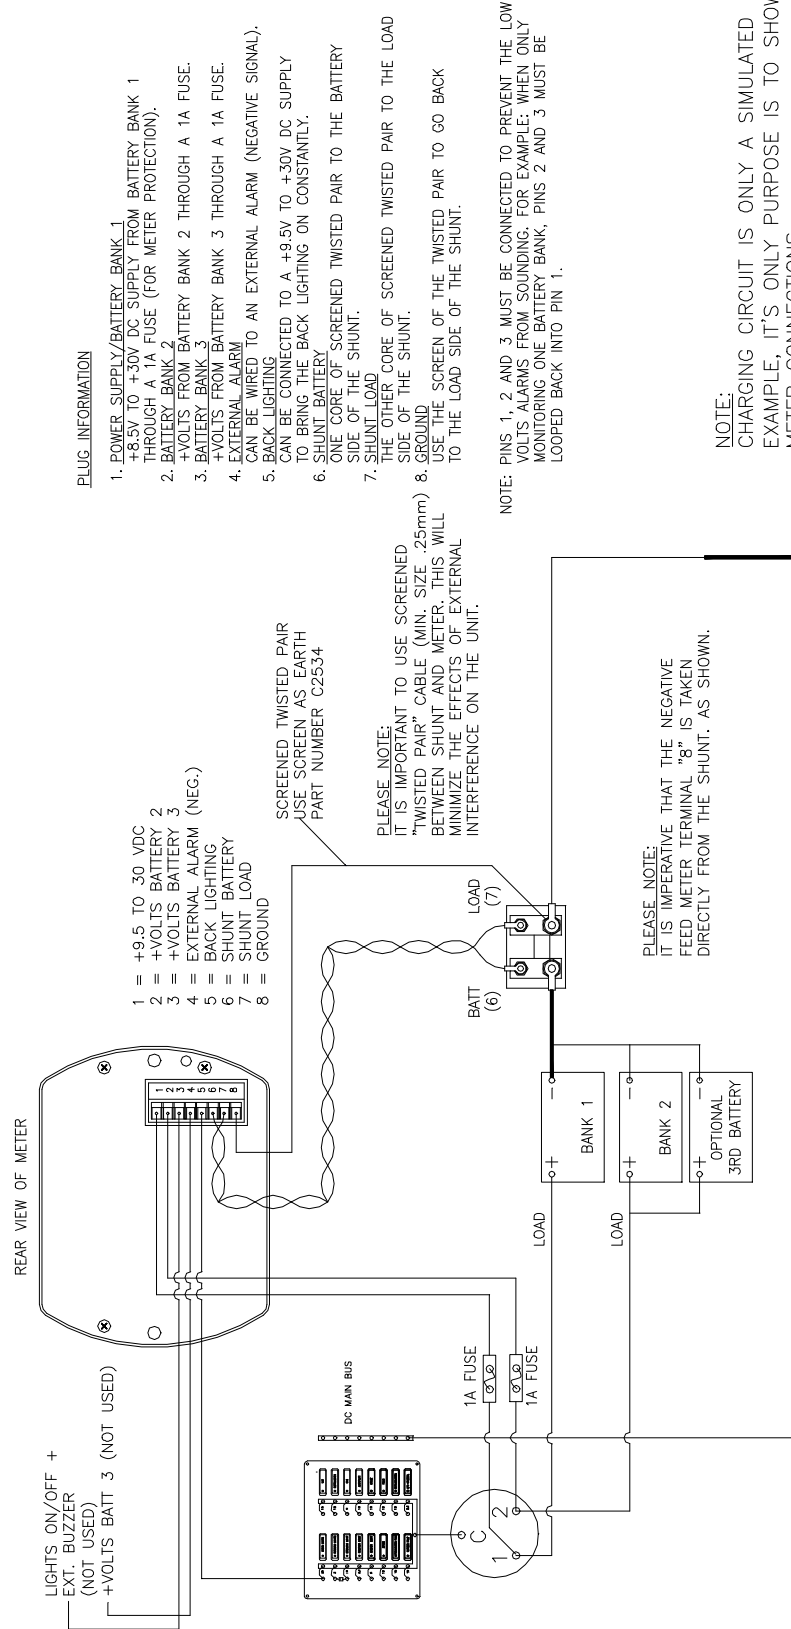 LIGHTS ON/OFF +
EXT. BUZZER
(NOT USED)
+VOLTS BATT 3 (NOT USED)
REAR VIEW OF METER
1
2
3
4
5
6
7
8
1 = +9.5 TO 30 VDC
2 = +VOLTS BATTERY 2
3 = +VOLTS BATTERY 3
4 = EXTERNAL ALARM (NEG.)
5 = BACK LIGHTING
6 = SHUNT BATTERY
7 = SHUNT LOAD
8 = GROUND
SCREENED TWISTED PAIR
USE SCREEN AS EARTH
PART NUMBER C2534
PLEASE NOTE:
IT IS IMPORTANT TO USE SCREENED
"TWISTED PAIR" CABLE (MIN. SIZE .25mm)
BETWEEN SHUNT AND METER. THIS WILL
MINIMIZE THE EFFECTS OF EXTERNAL
INTERFERENCE ON THE UNIT.
PLUG INFORMATION
1. POWER SUPPLY/BATTERY BANK 1
+8.5V TO +30V DC SUPPLY FROM BATTERY BANK 1
THROUGH A 1A FUSE (FOR METER PROTECTION).
2. BATTERY BANK 2
+VOLTS FROM BATTERY BANK 2 THROUGH A 1A FUSE.
3. BATTERY BANK 3
+VOLTS FROM BATTERY BANK 3 THROUGH A 1A FUSE.
4. EXTERNAL ALARM
CAN BE WIRED TO AN EXTERNAL ALARM (NEGATIVE SIGNAL).
5. BACK LIGHTING
CAN BE CONNECTED TO A +9.5V TO +30V DC SUPPLY
TO BRING THE BACK LIGHTING ON CONSTANTLY.
6. SHUNT BATTERY
ONE CORE OF SCREENED TWISTED PAIR TO THE BATTERY
SIDE OF THE SHUNT.
7. SHUNT LOAD
THE OTHER CORE OF SCREENED TWISTED PAIR TO THE LOAD
SIDE OF THE SHUNT.
8. GROUND
USE THE SCREEN OF THE TWISTED PAIR TO GO BACK
TO THE LOAD SIDE OF THE SHUNT.
NOTE: PINS 1, 2 AND 3 MUST BE CONNECTED TO PREVENT THE LOW
VOLTS ALARMS FROM SOUNDING. FOR EXAMPLE: WHEN ONLY
MONITORING ONE BATTERY BANK, PINS 2 AND 3 MUST BE
LOOPED BACK INTO PIN 1.
DC MAIN BUS
1A FUSE
1A FUSE
C
1
2
BATT
(6)
LOAD
(7)
LOAD
+
−
BANK 1
LOAD
+
−
BANK 2
+
−
OPTIONAL
3RD BATTERY
PLEASE NOTE:
IT IS IMPERATIVE THAT THE NEGATIVE
FEED METER TERMINAL "8" IS TAKEN
DIRECTLY FROM THE SHUNT. AS SHOWN.
NOTE:
CHARGING CIRCUIT IS ONLY A SIMULATED
EXAMPLE, IT'S ONLY PURPOSE IS TO SHOW
METER CONNECTIONS